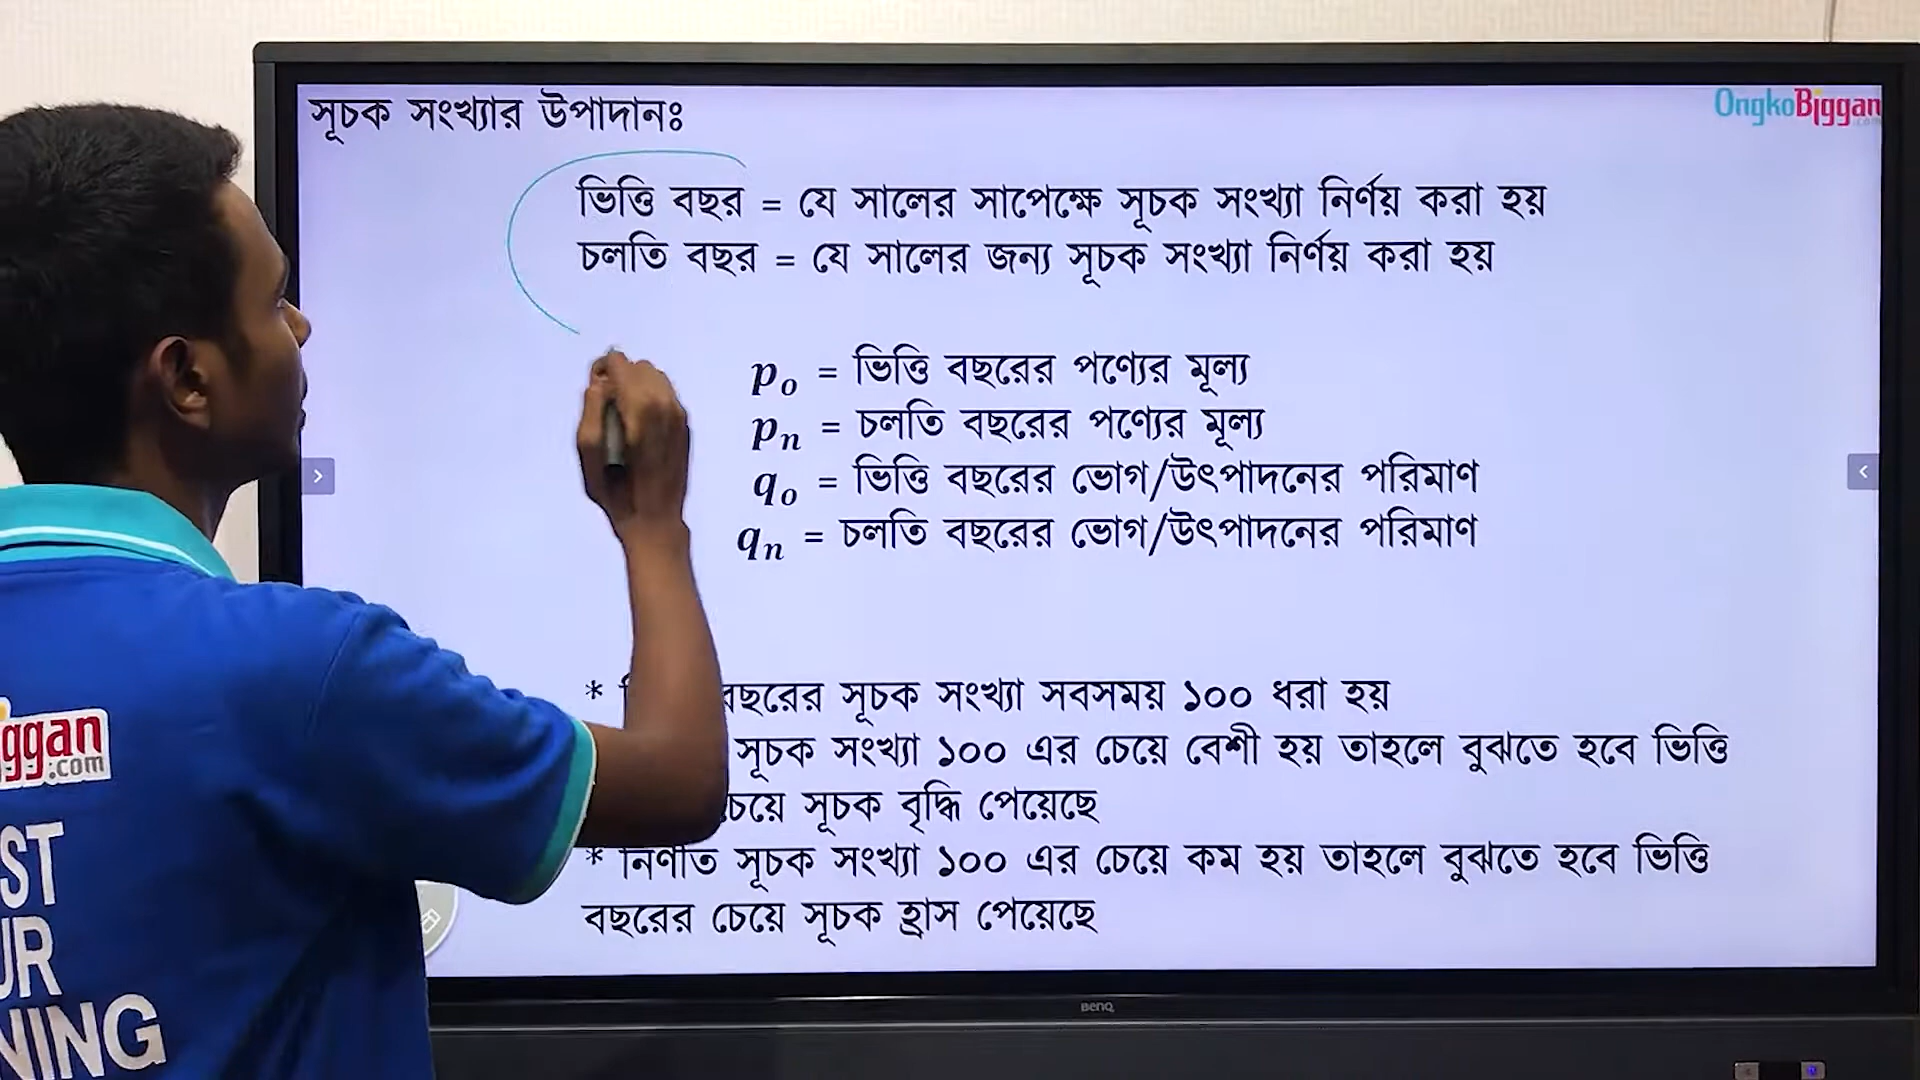 সূচক সংখ্যার উপাদানঃ
OngkoBiggan
ভিত্তি বছর = যে সালের সাপেক্ষে সূচক সংখ্যা নির্ণয় করা হয়
চলতি বছর = যে সালের জন্য সূচক সংখ্যা নির্ণয় করা হয়
p₀ = ভিত্তি বছরের পণ্যের মূল্য
pₙ = চলতি বছরের পণ্যের মূল্য
q₀ = ভিত্তি বছরের ভোগ/উৎপাদনের পরিমাণ
qₙ = চলতি বছরের ভোগ/উৎপাদনের পরিমাণ
* বছরের সূচক সংখ্যা সবসময় ১০০ ধরা হয়
সূচক সংখ্যা ১০০ এর চেয়ে বেশী হয় তাহলে বুঝতে হবে ভিত্তি
চেয়ে সূচক বৃদ্ধি পেয়েছে
* নির্ণীত সূচক সংখ্যা ১০০ এর চেয়ে কম হয় তাহলে বুঝতে হবে ভিত্তি
বছরের চেয়ে সূচক হ্রাস পেয়েছে
BenQ
ggan
.com
ST
UR
NING